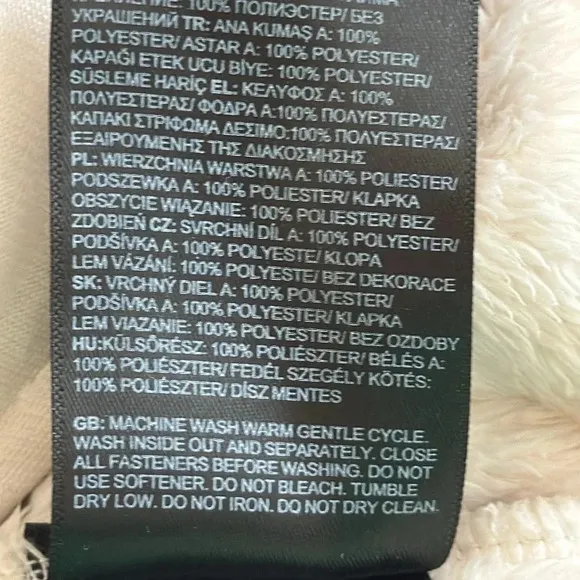 100% ПОЛИЭСТЕР/ БЕЗ
УКРАШЕНИЙ TR: ANA KUMAŞ A: 100%
POLYESTER/ ASTAR A: 100% POLYESTER/
KAPAĞI ETEK UCU BİYE: 100% POLYESTER/
SÜSLEME HARİÇ EL: ΚΕΛΥΦΟΣ A: 100%
ΠΟΛΥΕΣΤΕΡΑΣ/ ΦΟΔΡΑ A:100% ΠΟΛΥΕΣΤΕΡΑΣ/
ΚΑΠΑΚΙ ΣΤΡΙΦΩΜΑ ΔΕΣΙΜΟ:100% ΠΟΛΥΕΣΤΕΡΑΣ/
ΕΞΑΙΡΟΥΜΕΝΗΣ ΤΗΣ ΔΙΑΚΟΣΜΗΣΗΣ
PL: WIERZCHNIA WARSTWA A: 100% POLIESTER/
PODSZEWKA A: 100% POLIESTER/ KLAPKA
OBSZYCIE WIĄZANIE: 100% POLIESTER/ BEZ
ZDOBIEŃ CZ: SVRCHNÍ DÍL A: 100% POLYESTER/
PODŠÍVKA A: 100% POLYESTER/ KLOPA
LEM VÁZÁNÍ: 100% POLYESTE/ BEZ DEKORACE
SK: VRCHNÝ DIEL A: 100% POLYESTER/
PODŠÍVKA A: 100% POLYESTER/ KLAPKA
LEM VIAZANIE: 100% POLYESTER/ BEZ OZDOBY
HU:KÜLSŐRÉSZ: 100% POLIÉSZTER/ BÉLÉS A:
100% POLIÉSZTER/ FEDÉL SZEGÉLY KÖTÉS:
100% POLIÉSZTER/ DÍSZ MENTES
GB: MACHINE WASH WARM GENTLE CYCLE.
WASH INSIDE OUT AND SEPARATELY. CLOSE
ALL FASTENERS BEFORE WASHING. DO NOT
USE SOFTENER. DO NOT BLEACH. TUMBLE
DRY LOW. DO NOT IRON. DO NOT DRY CLEAN.